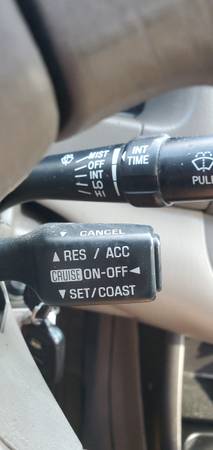 MIST
OFF
INT
LO
HI
INT
TIME
PULL
CANCEL
RES / ACC
CRUISE ON-OFF
SET/COAST